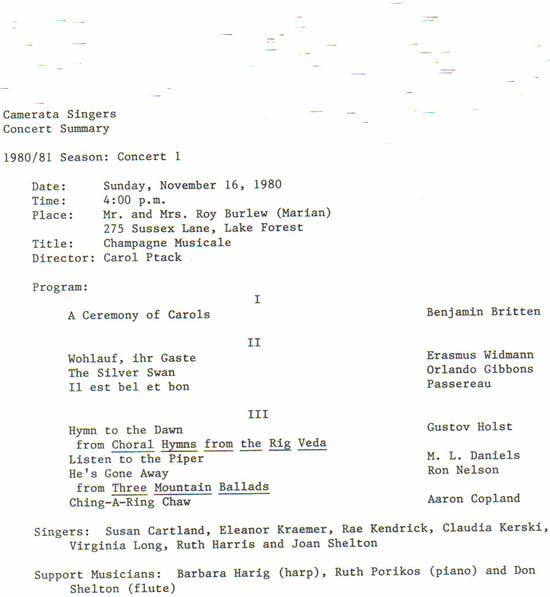 Camerata Singers
Concert Summary
1980/81 Season: Concert 1
Date: Sunday, November 16, 1980
Time: 4:00 p.m.
Place: Mr. and Mrs. Roy Burlew (Marian)
275 Sussex Lane, Lake Forest
Title: Champagne Musicale
Director: Carol Ptack
Program:
I
A Ceremony of Carols Benjamin Britten
II
Wohlauf, ihr Gaste Erasmus Widmann
The Silver Swan Orlando Gibbons
Il est bel et bon Passereau
III
Hymn to the Dawn Gustov Holst
from Choral Hymns from the Rig Veda
Listen to the Piper M. L. Daniels
He's Gone Away Ron Nelson
from Three Mountain Ballads
Ching-A-Ring Chaw Aaron Copland
Singers: Susan Cartland, Eleanor Kraemer, Rae Kendrick, Claudia Kerski,
Virginia Long, Ruth Harris and Joan Shelton
Support Musicians: Barbara Harig (harp), Ruth Porikos (piano) and Don
Shelton (flute)